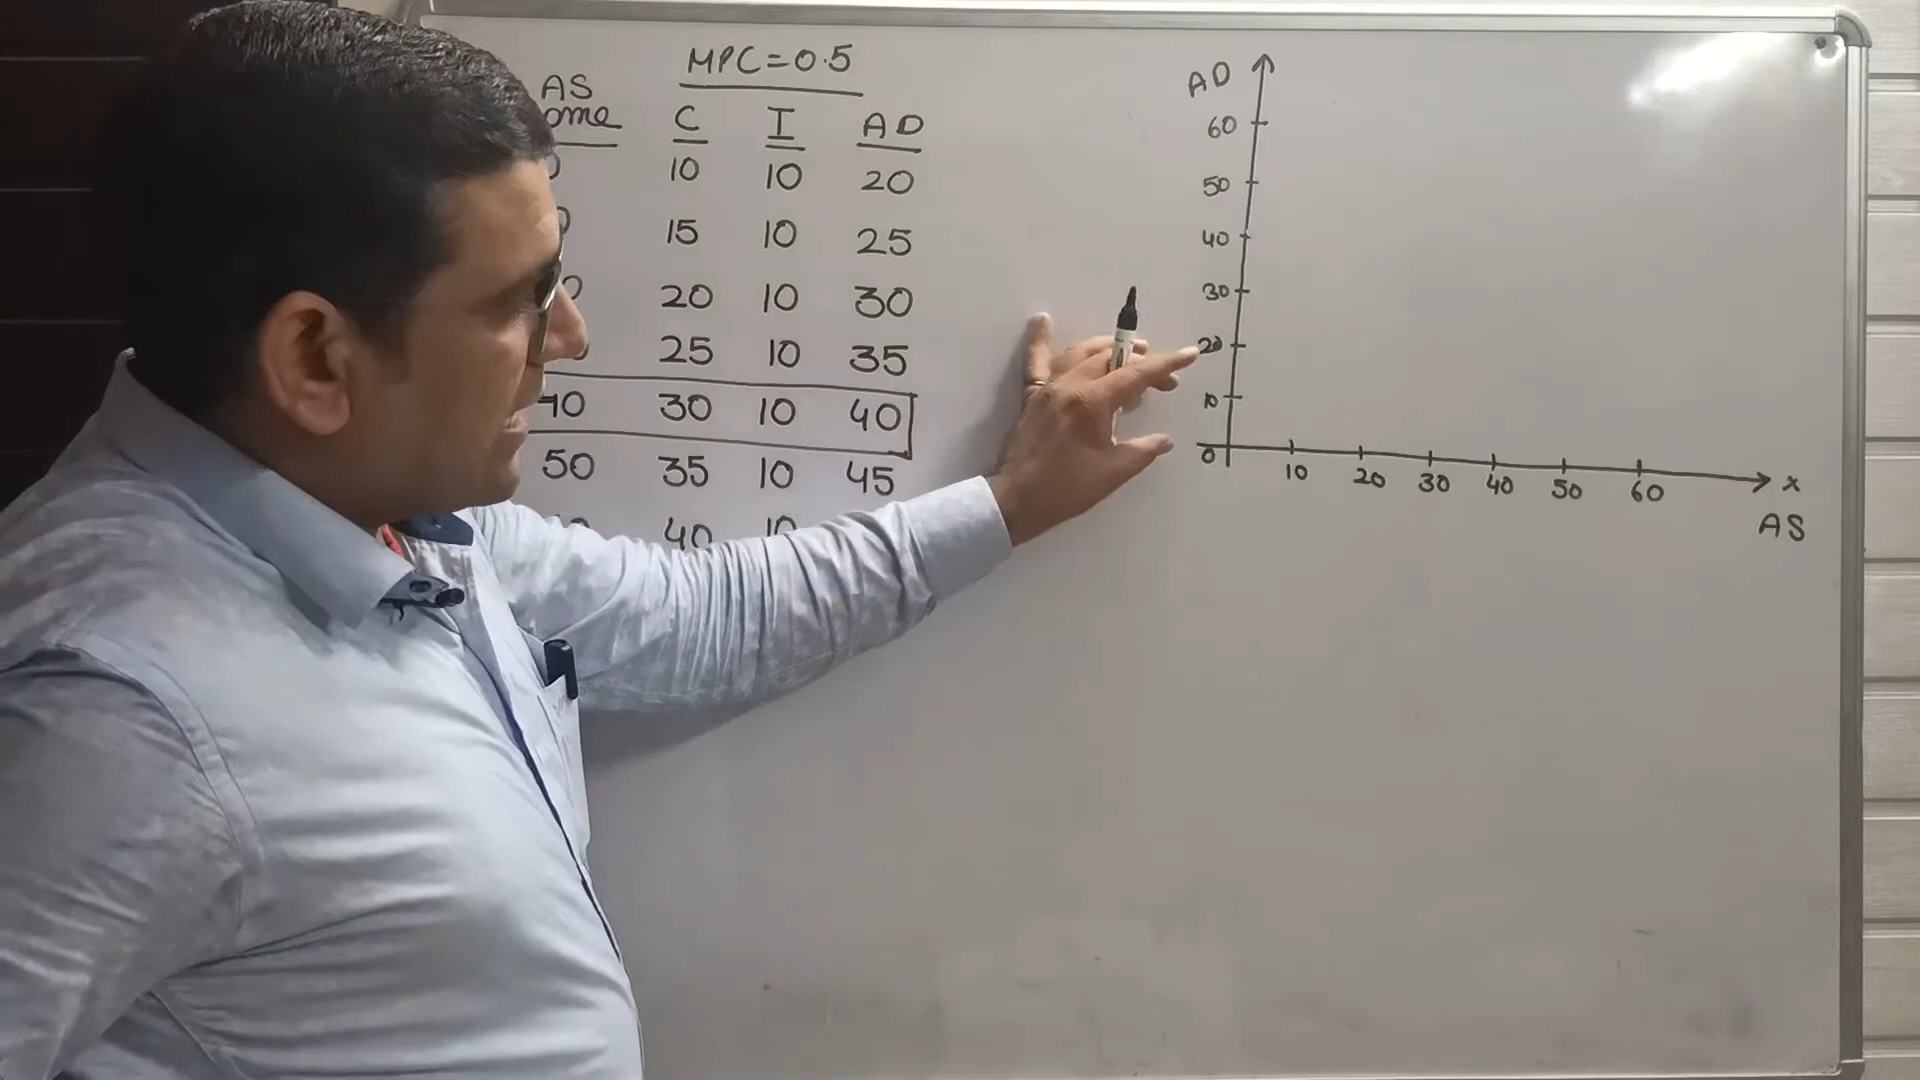 MPC=0.5
AS
C I AD
10 10 20
15 10 25
20 10 30
25 10 35
30 10 40
50 35 10 45
40 10
AD
60
50
40
30
20
10
0 10 20 30 40 50 60 x
AS